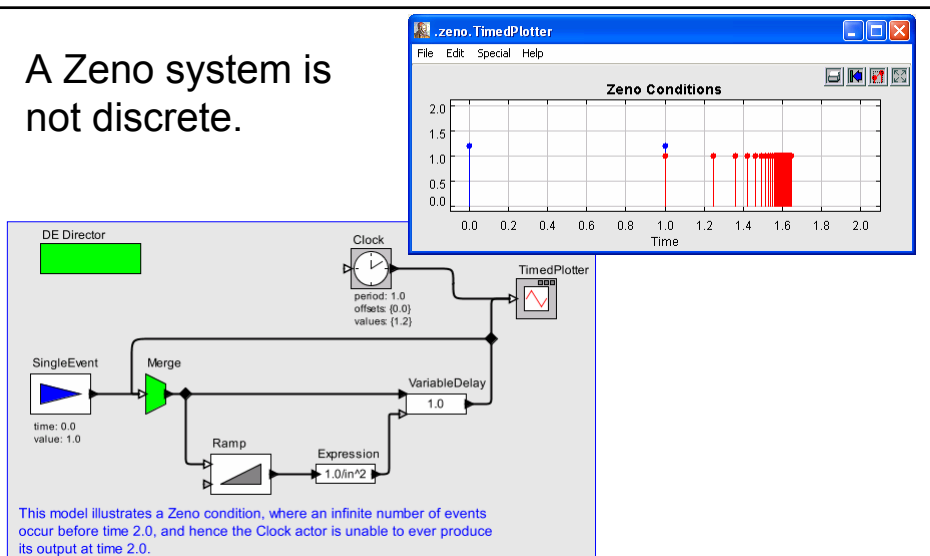 A Zeno system is
not discrete.
.zeno.TimedPlotter
File Edit Special Help
Zeno Conditions
2.0
1.5
1.0
0.5
0.0
0.0 0.2 0.4 0.6 0.8 1.0 1.2 1.4 1.6 1.8 2.0
Time
DE Director
Clock
period: 1.0
offsets: {0.0}
values: {1.2}
TimedPlotter
SingleEvent
time: 0.0
value: 1.0
Merge
VariableDelay
1.0
Ramp
Expression
1.0/in^2
This model illustrates a Zeno condition, where an infinite number of events
occur before time 2.0, and hence the Clock actor is unable to ever produce
its output at time 2.0.